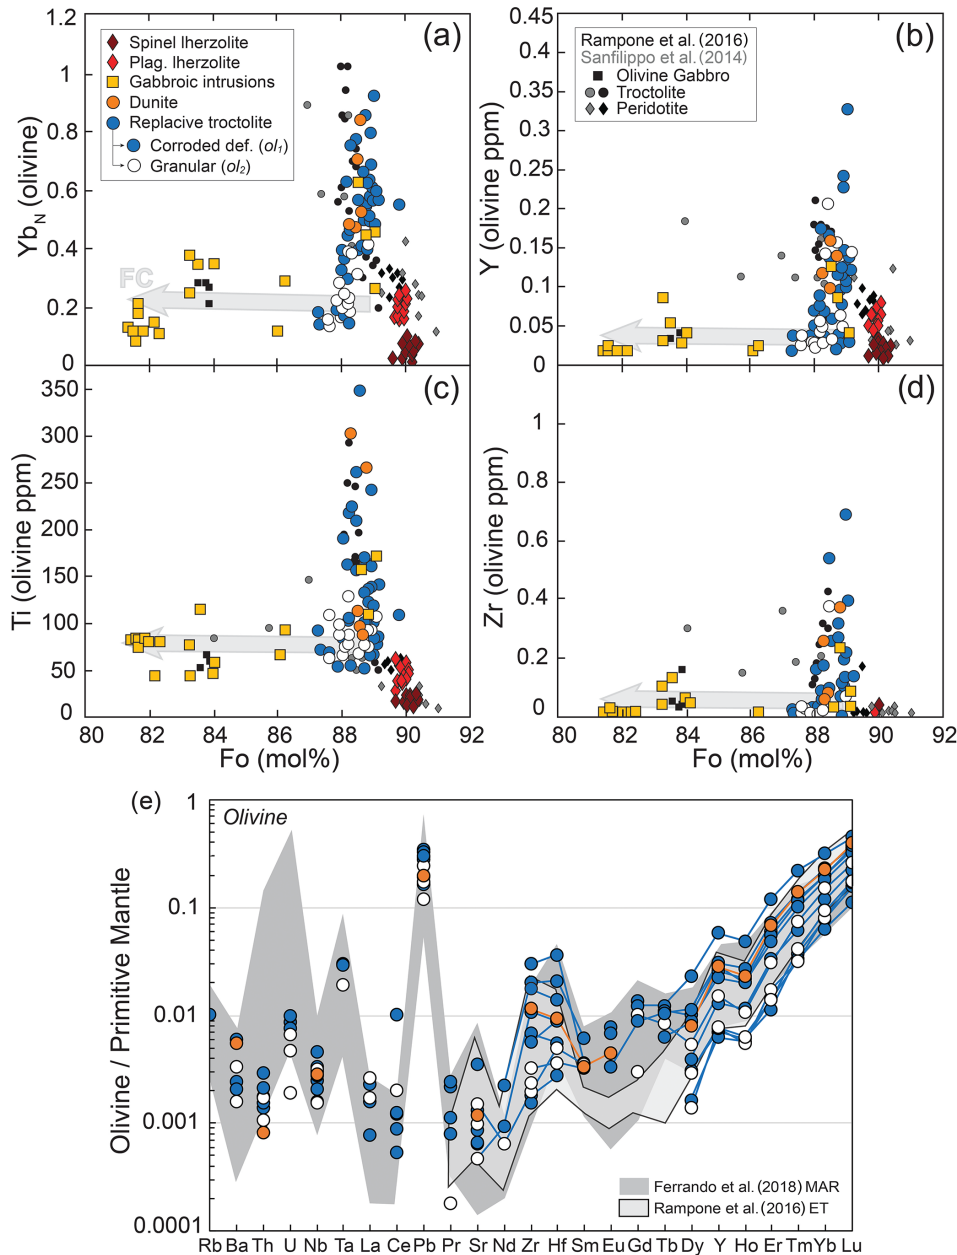 (a)
Yb_N (olivine)
1.2
1
0.8
0.6
0.4
0.2
0
Spinel lherzolite
Plag. lherzolite
Gabbroic intrusions
Dunite
Replacive troctolite
Corroded def. (ol₁)
Granular (ol₂)
FC
(b)
Y (olivine ppm)
0.45
0.4
0.35
0.3
0.25
0.2
0.15
0.1
0.05
0
Rampone et al. (2016)
Sanfilippo et al. (2014)
Olivine Gabbro
Troctolite
Peridotite
(c)
Ti (olivine ppm)
350
300
250
200
150
100
50
0
80 82 84 86 88 90
Fo (mol%)
(d)
Zr (olivine ppm)
1
0.8
0.6
0.4
0.2
0
80 82 84 86 88 90 92
Fo (mol%)
(e)
Olivine
Olivine / Primitive Mantle
1
0.1
0.01
0.001
0.0001
Ferrando et al. (2018) MAR
Rampone et al. (2016) ET
Rb Ba Th U Nb Ta La Ce Pb Pr Sr Nd Zr Hf Sm Eu Gd Tb Dy Y Ho Er Tm Yb Lu